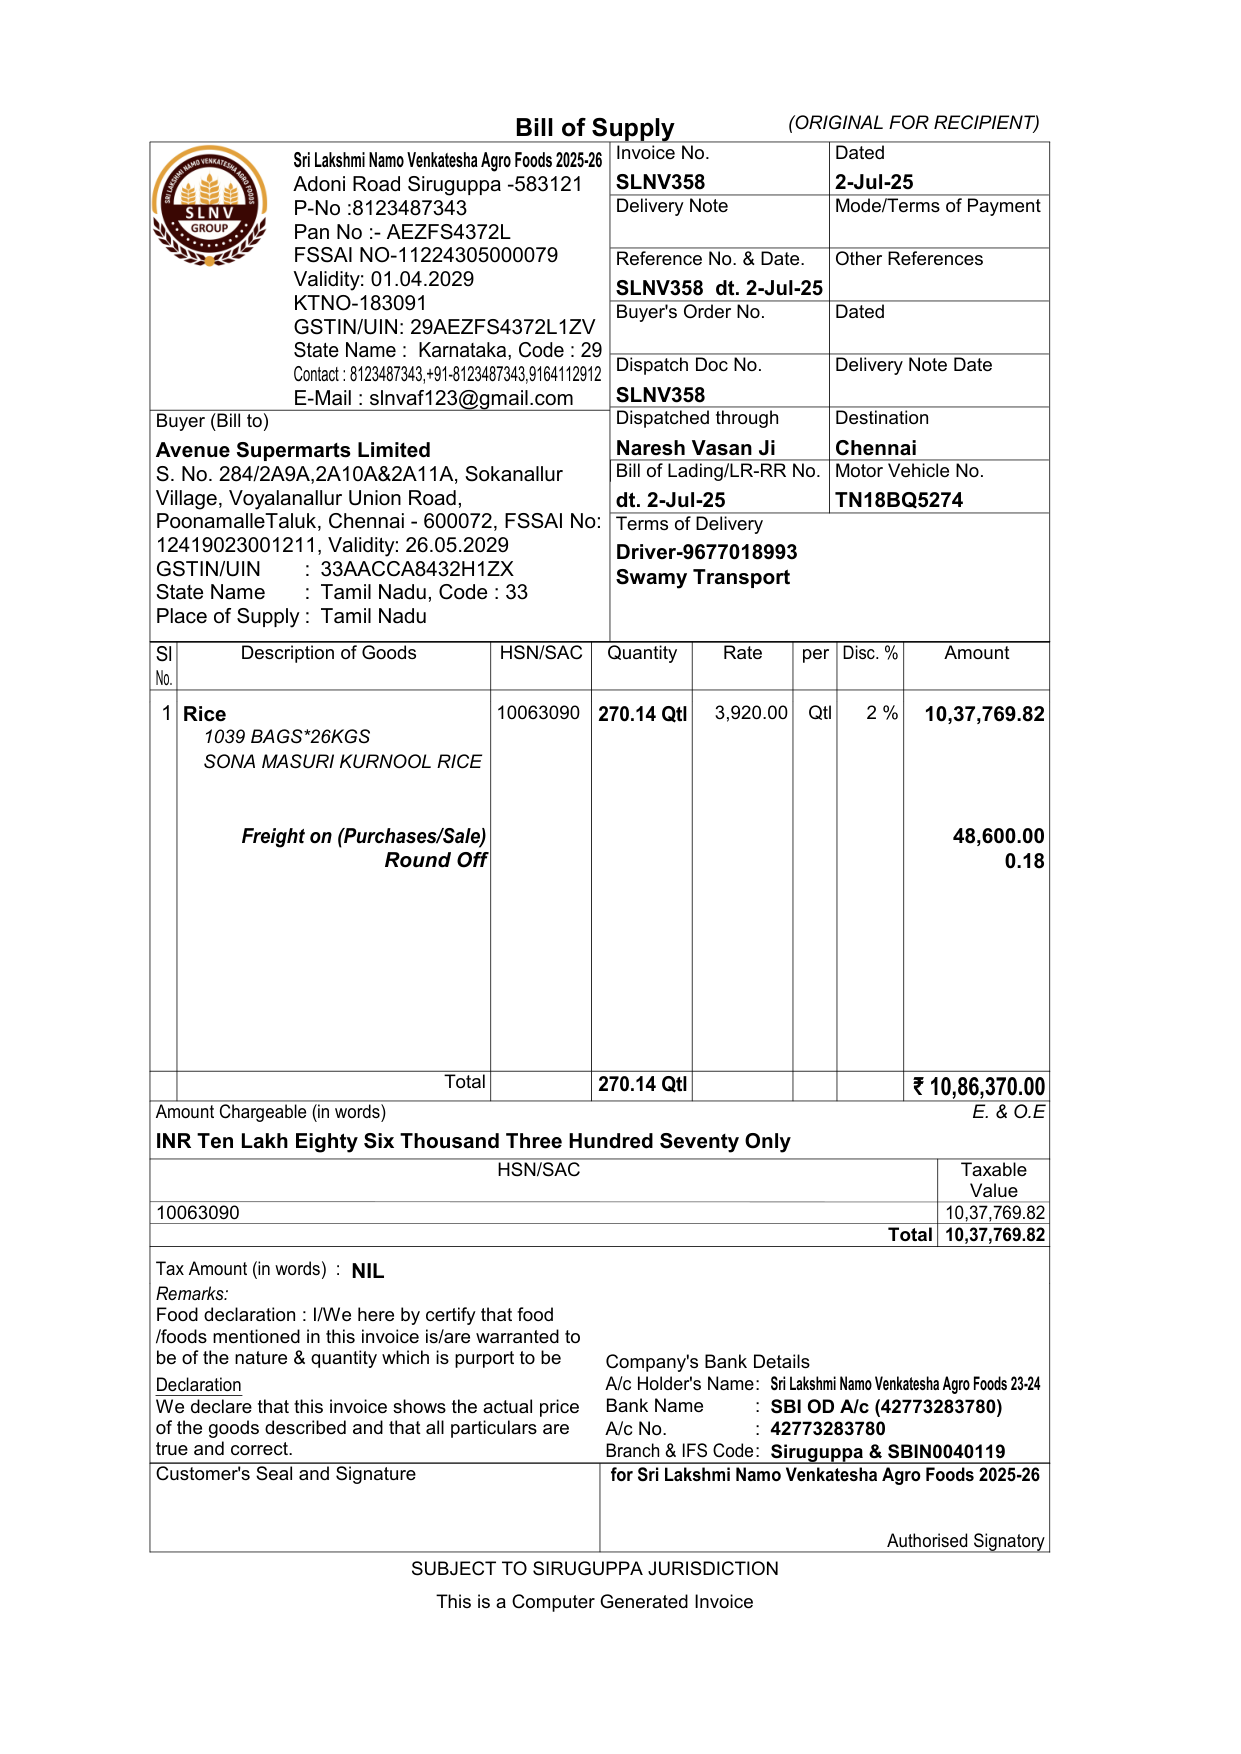 Bill of Supply
(ORIGINAL FOR RECIPIENT)
SRI LAKSHMI NAMO VENKATESHA AGRO FOODS
SLNV
GROUP
Sri Lakshmi Namo Venkatesha Agro Foods 2025-26
Adoni Road Siruguppa -583121
P-No :8123487343
Pan No :- AEZFS4372L
FSSAI NO-11224305000079
Validity: 01.04.2029
KTNO-183091
GSTIN/UIN: 29AEZFS4372L1ZV
State Name : Karnataka, Code : 29
Contact : 8123487343,+91-8123487343,9164112912
E-Mail : slnvaf123@gmail.com
Invoice No. Dated
SLNV358 2-Jul-25
Delivery Note Mode/Terms of Payment
Reference No. & Date. Other References
SLNV358 dt. 2-Jul-25
Buyer's Order No. Dated
Dispatch Doc No. Delivery Note Date
SLNV358
Dispatched through Destination
Naresh Vasan Ji Chennai
Bill of Lading/LR-RR No. Motor Vehicle No.
dt. 2-Jul-25 TN18BQ5274
Terms of Delivery
Driver-9677018993
Swamy Transport
Buyer (Bill to)
Avenue Supermarts Limited
S. No. 284/2A9A,2A10A&2A11A, Sokanallur
Village, Voyalanallur Union Road,
PoonamalleTaluk, Chennai - 600072, FSSAI No:
12419023001211, Validity: 26.05.2029
GSTIN/UIN : 33AACCA8432H1ZX
State Name : Tamil Nadu, Code : 33
Place of Supply : Tamil Nadu
Sl No. Description of Goods HSN/SAC Quantity Rate per Disc. % Amount
1 Rice 10063090 270.14 Qtl 3,920.00 Qtl 2 % 10,37,769.82
1039 BAGS*26KGS
SONA MASURI KURNOOL RICE
Freight on (Purchases/Sale) 48,600.00
Round Off 0.18
Total 270.14 Qtl ₹ 10,86,370.00
Amount Chargeable (in words) E. & O.E
INR Ten Lakh Eighty Six Thousand Three Hundred Seventy Only
HSN/SAC Taxable
Value
10063090 10,37,769.82
Total 10,37,769.82
Tax Amount (in words) : NIL
Remarks:
Food declaration : I/We here by certify that food
/foods mentioned in this invoice is/are warranted to
be of the nature & quantity which is purport to be
Declaration
We declare that this invoice shows the actual price
of the goods described and that all particulars are
true and correct.
Company's Bank Details
A/c Holder's Name: Sri Lakshmi Namo Venkatesha Agro Foods 23-24
Bank Name : SBI OD A/c (42773283780)
A/c No. : 42773283780
Branch & IFS Code: Siruguppa & SBIN0040119
Customer's Seal and Signature
for Sri Lakshmi Namo Venkatesha Agro Foods 2025-26
Authorised Signatory
SUBJECT TO SIRUGUPPA JURISDICTION
This is a Computer Generated Invoice